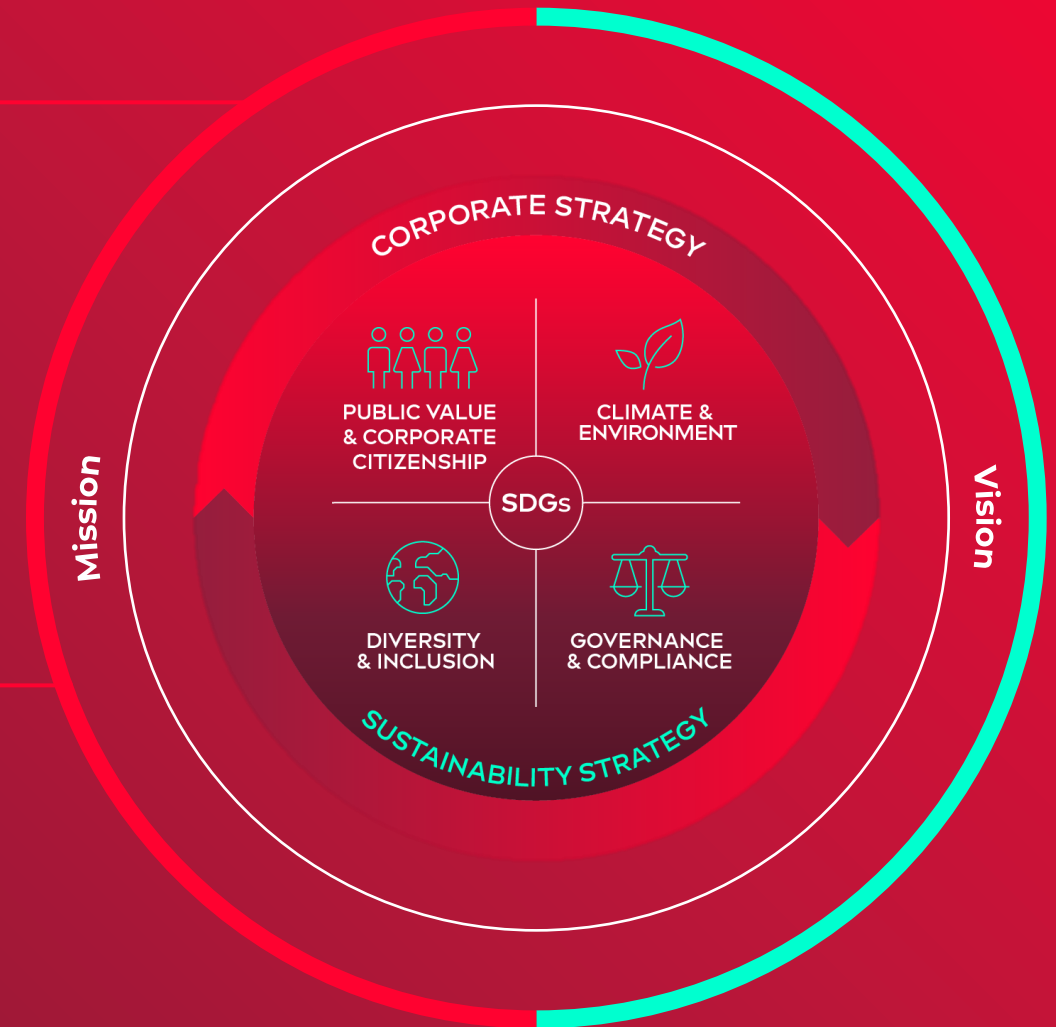 CORPORATE STRATEGY
PUBLIC VALUE
& CORPORATE
CITIZENSHIP
CLIMATE &
ENVIRONMENT
Mission
SDGs
Vision
DIVERSITY
& INCLUSION
GOVERNANCE
& COMPLIANCE
SUSTAINABILITY STRATEGY